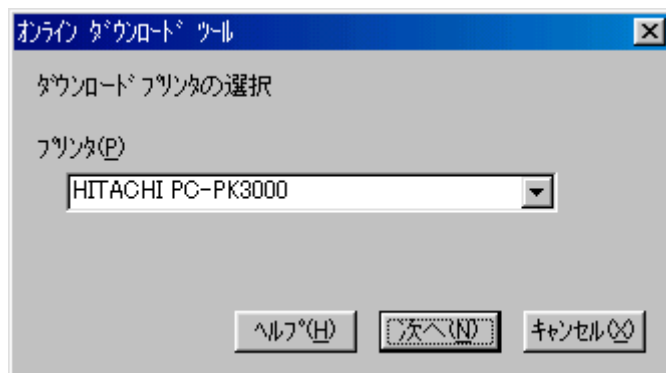 オンライン ダウンロード ツール
ダウンロードプリンタの選択
プリンタ(P)
HITACHI PC-PK3000
ヘルプ(H) 次へ(N) キャンセル(X)